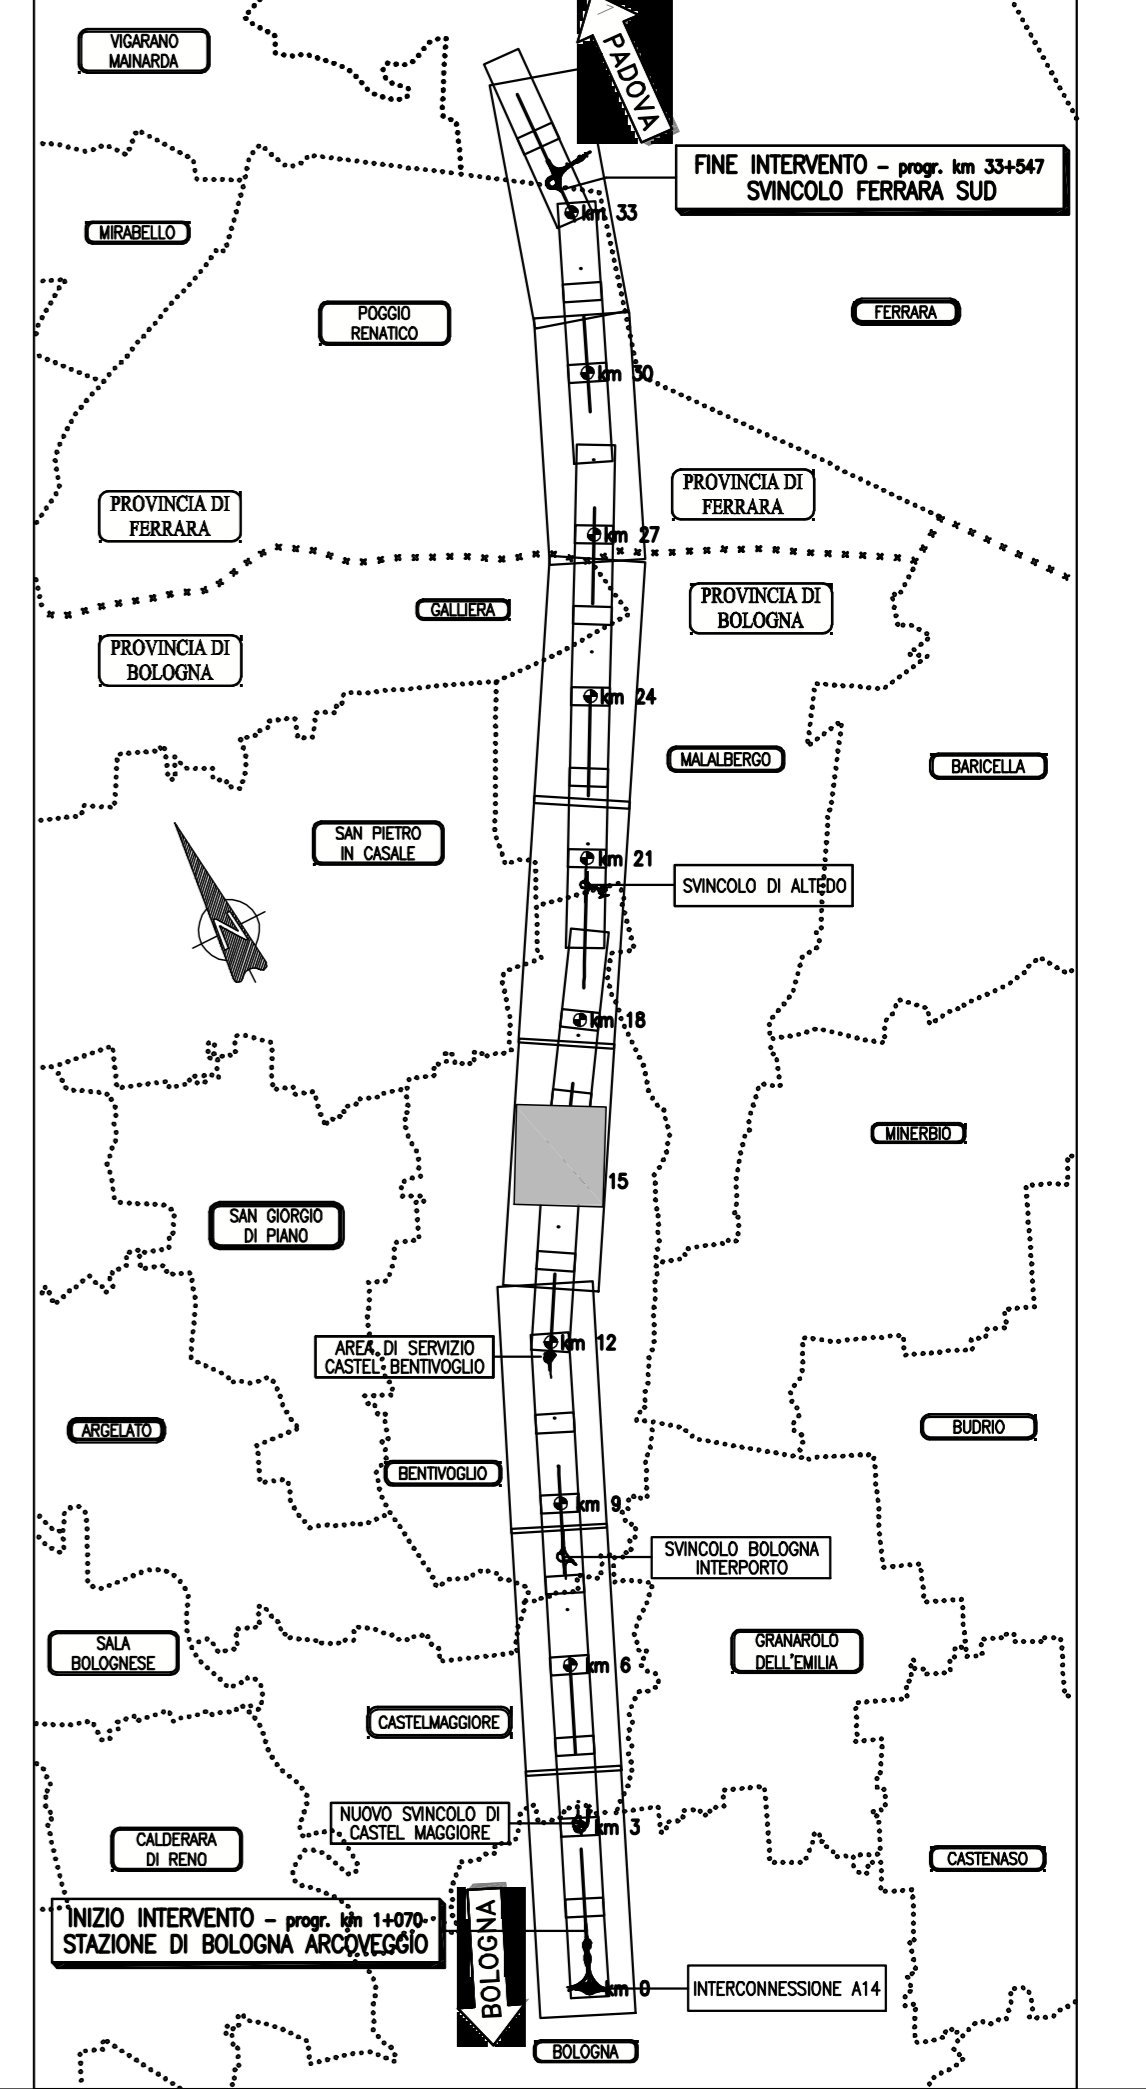 VIGARANO
MAINARDA
PADOVA
FINE INTERVENTO - progr. km 33+547
SVINCOLO FERRARA SUD
km 33
MIRABELLO
POGGIO
RENATICO
FERRARA
km 30
PROVINCIA DI
FERRARA
PROVINCIA DI
FERRARA
km 27
GALLIERA
PROVINCIA DI
BOLOGNA
PROVINCIA DI
BOLOGNA
km 24
MALALBERGO
BARICELLA
SAN PIETRO
IN CASALE
km 21
SVINCOLO DI ALTEDO
N
km 18
MINERBIO
15
SAN GIORGIO
DI PIANO
km 12
AREA DI SERVIZIO
CASTEL BENTIVOGLIO
ARGELATO
BUDRIO
BENTIVOGLIO
km 9
SVINCOLO BOLOGNA
INTERPORTO
SALA
BOLOGNESE
GRANAROLO
DELL'EMILIA
km 6
CASTELMAGGIORE
NUOVO SVINCOLO DI
CASTEL MAGGIORE
km 3
CALDERARA
DI RENO
CASTENASO
INIZIO INTERVENTO - progr. km 1+070
STAZIONE DI BOLOGNA ARCOVEGGIO
BOLOGNA
km 0
INTERCONNESSIONE A14
BOLOGNA